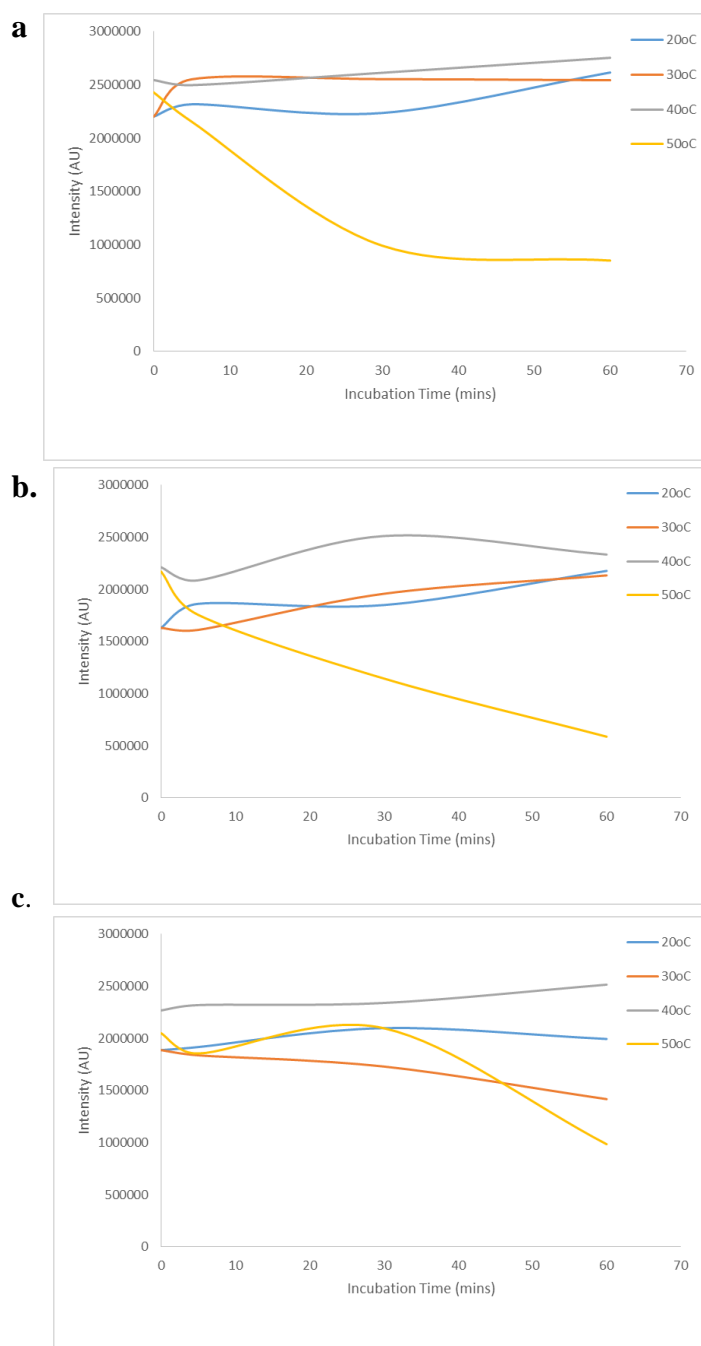 a
3000000
2500000
2000000
1500000
1000000
500000
0
Intensity (AU)
0 10 20 30 40 50 60 70
Incubation Time (mins)
20oC
30oC
40oC
50oC
b.
3000000
2500000
2000000
1500000
1000000
500000
0
Intensity (AU)
0 10 20 30 40 50 60 70
Incubation Time (mins)
20oC
30oC
40oC
50oC
c.
3000000
2500000
2000000
1500000
1000000
500000
0
Intensity (AU)
0 10 20 30 40 50 60 70
Incubation Time (mins)
20oC
30oC
40oC
50oC